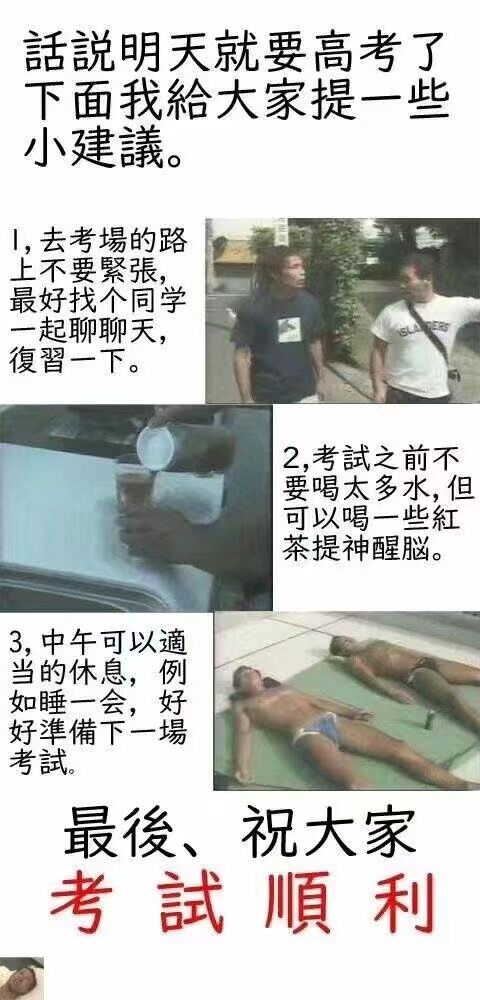 話説明天就要高考了
下面我給大家提一些
小建議。
1,去考場的路
上不要緊張,
最好找个同学
一起聊聊天,
復習一下。
ISLANDERS
2,考試之前不
要喝太多水,但
可以喝一些紅
茶提神醒脳。
3,中午可以適
当的休息，例
如睡一会，好
好準備下一場
考試。
最後、祝大家
考試順利